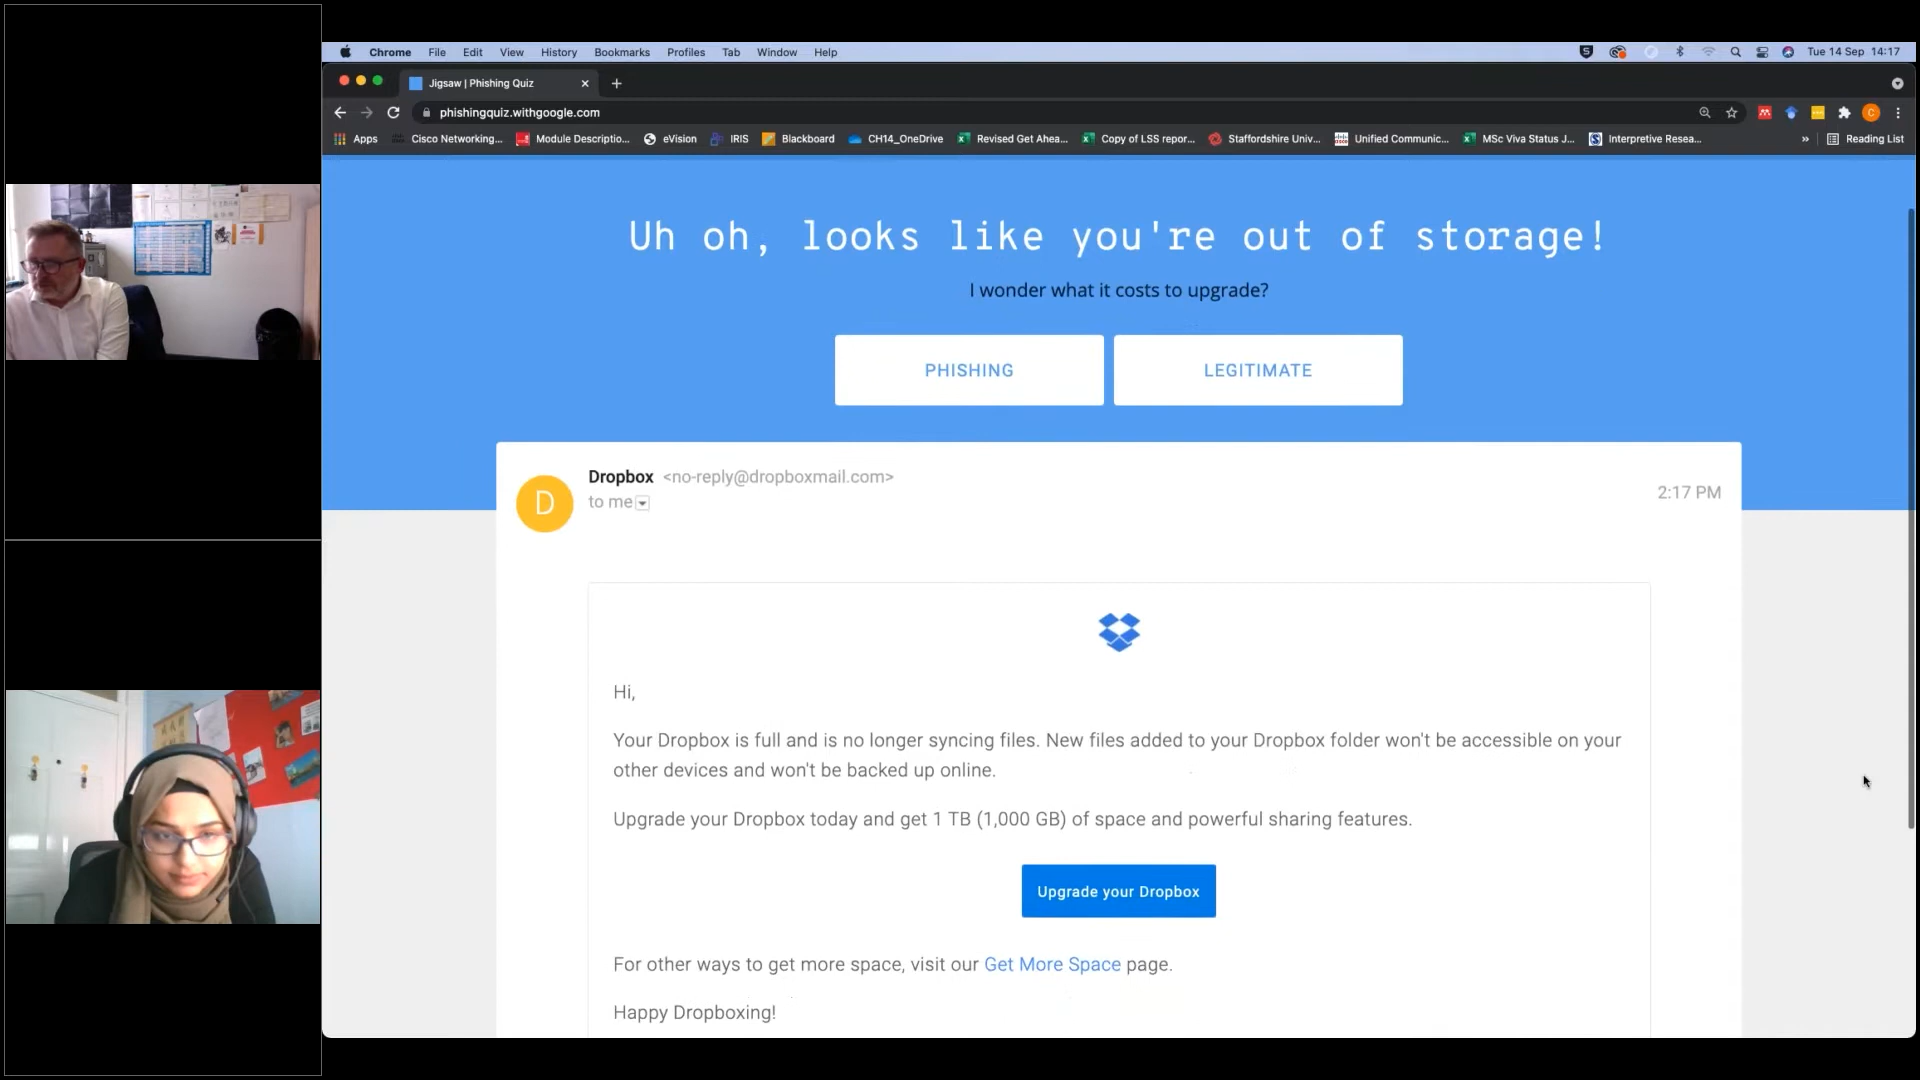 Chrome File Edit View History Bookmarks Profiles Tab Window Help
Tue 14 Sep 14:17
Jigsaw | Phishing Quiz
phishingquiz.withgoogle.com
Apps Cisco Networking... Module Descriptio... eVision IRIS Blackboard CH14_OneDrive Revised Get Ahea... Copy of LSS repor... Staffordshire Univ... Unified Communic... MSc Viva Status J... Interpretive Resea... » Reading List
Uh oh, looks like you're out of storage!
I wonder what it costs to upgrade?
PHISHING LEGITIMATE
Dropbox <no-reply@dropboxmail.com>
D
to me
2:17 PM
Hi,
Your Dropbox is full and is no longer syncing files. New files added to your Dropbox folder won't be accessible on your
other devices and won't be backed up online.
Upgrade your Dropbox today and get 1 TB (1,000 GB) of space and powerful sharing features.
Upgrade your Dropbox
For other ways to get more space, visit our Get More Space page.
Happy Dropboxing!